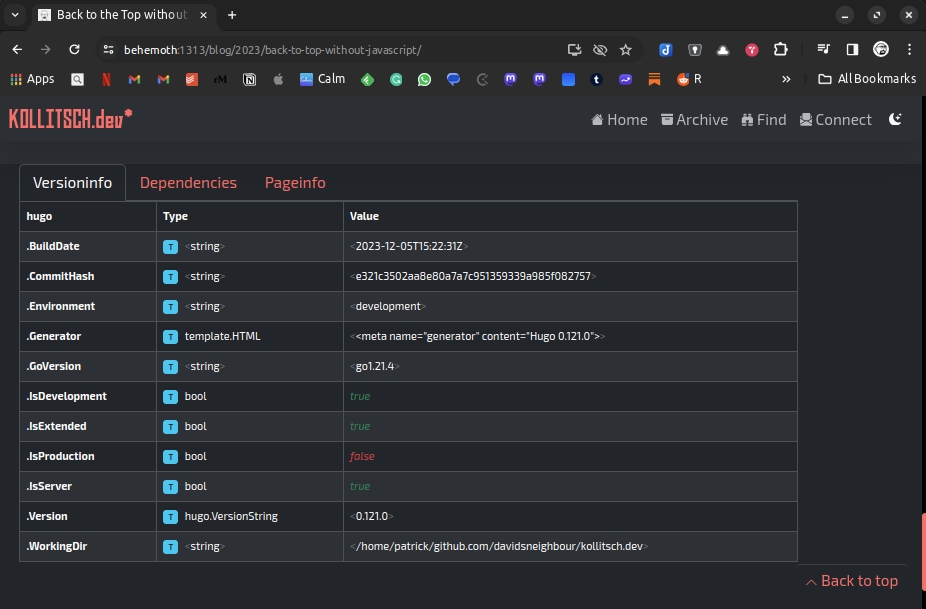 Back to the Top withou
behemoth:1313/blog/2023/back-to-top-without-javascript/
Apps
rM
Calm
R
All Bookmarks
KOLLITSCH.dev*
Home Archive Find Connect
Versioninfo Dependencies Pageinfo
hugo Type Value
.BuildDate T <string> <2023-12-05T15:22:31Z>
.CommitHash T <string> <e321c3502aa8e80a7a7c951359339a985f082757>
.Environment T <string> <development>
.Generator T template.HTML <<meta name="generator" content="Hugo 0.121.0">>
.GoVersion T <string> <go1.21.4>
.IsDevelopment T bool true
.IsExtended T bool true
.IsProduction T bool false
.IsServer T bool true
.Version T hugo.VersionString <0.121.0>
.WorkingDir T <string> </home/patrick/github.com/davidsneighbour/kollitsch.dev>
Back to top